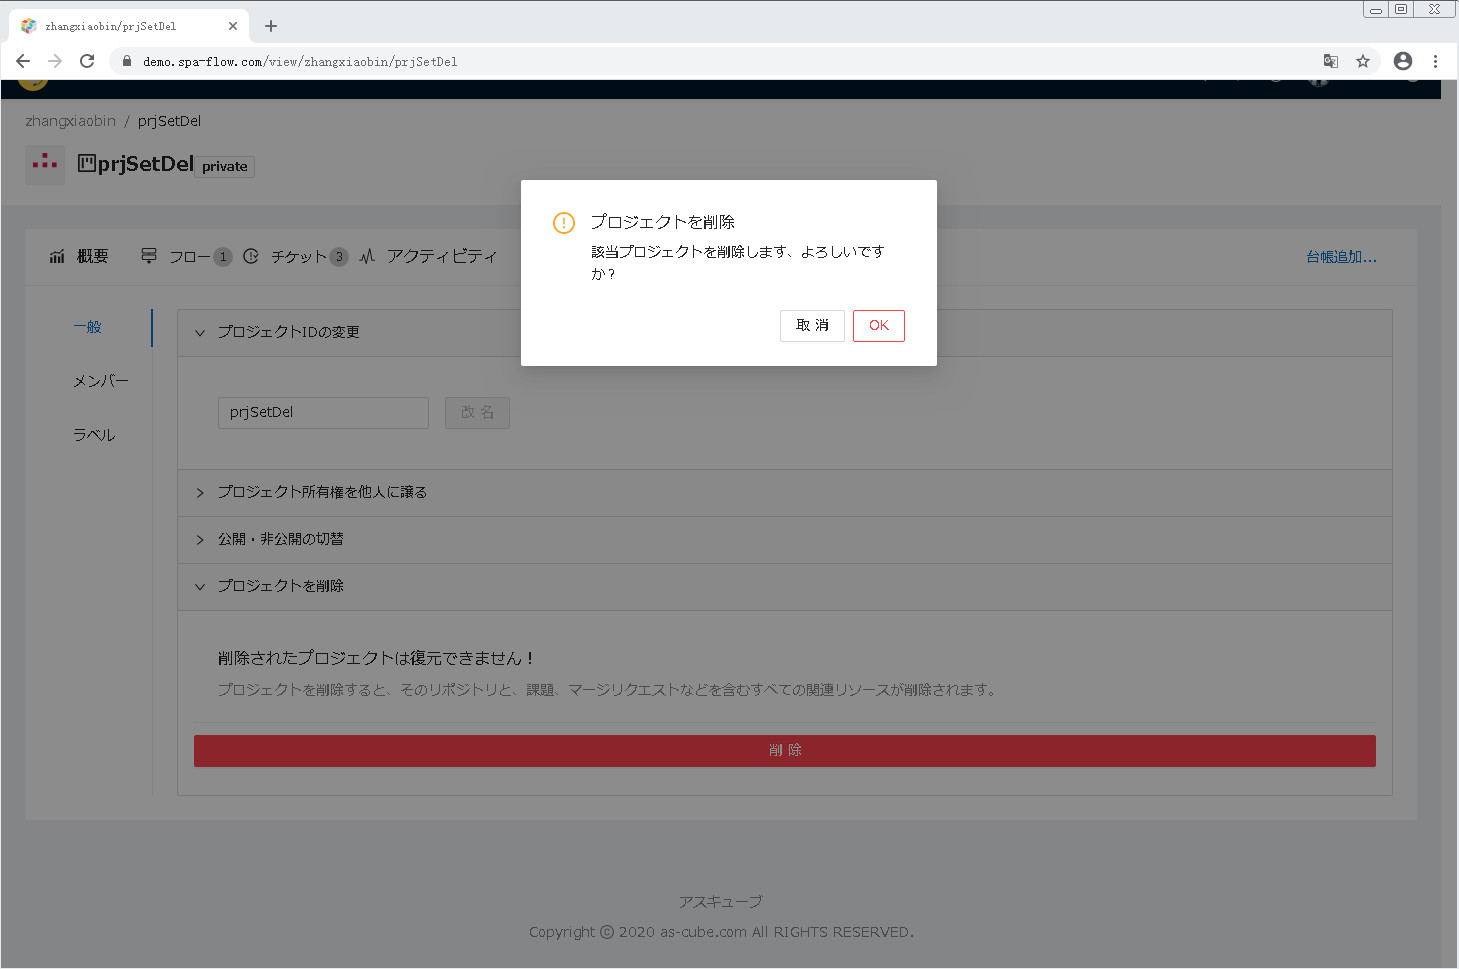 zhangxiaobin/prjSetDel
demo.spa-flow.com/view/zhangxiaobin/prjSetDel
zhangxiaobin / prjSetDel
prjSetDel private
プロジェクトを削除
該当プロジェクトを削除します、よろしいです
か？
取 消 OK
概要 フロー 1 チケット 3 アクティビティ 台帳追加...
一般
メンバー
ラベル
プロジェクトIDの変更
prjSetDel 改 名
プロジェクト所有権を他人に譲る
公開・非公開の切替
プロジェクトを削除
削除されたプロジェクトは復元できません！
プロジェクトを削除すると、そのリポジトリと、課題、マージリクエストなどを含むすべての関連リソースが削除されます。
削 除
アスキューブ
Copyright © 2020 as-cube.com All RIGHTS RESERVED.